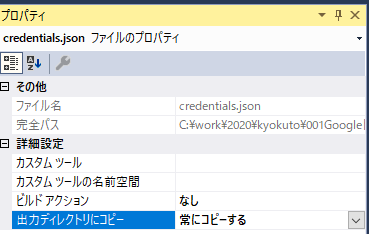 プロパティ
credentials.json ファイルのプロパティ
その他
ファイル名 credentials.json
完全パス C:¥work¥2020¥kyokuto¥001Google
詳細設定
カスタム ツール
カスタム ツールの名前空間
ビルド アクション なし
出力ディレクトリにコピー 常にコピーする